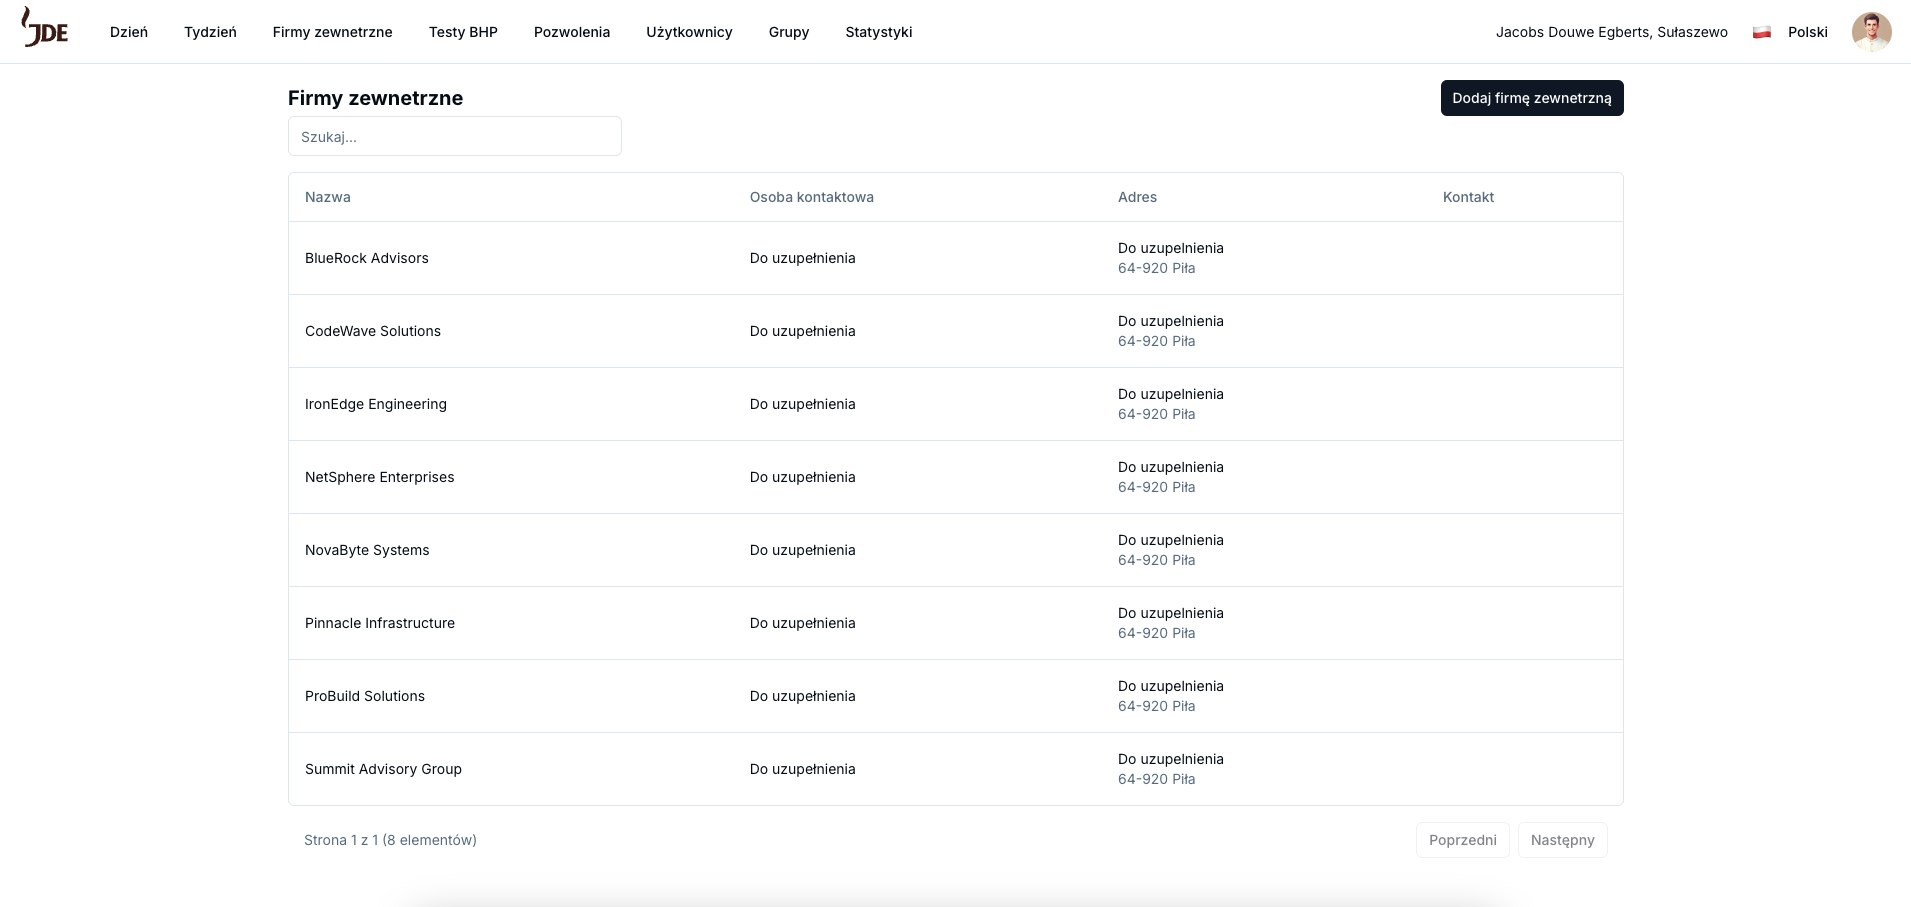 JDE
Dzień Tydzień Firmy zewnetrzne Testy BHP Pozwolenia Użytkownicy Grupy Statystyki Jacobs Douwe Egberts, Sułaszewo Polski
Firmy zewnetrzne Dodaj firmę zewnetrzną
Szukaj...
Nazwa Osoba kontaktowa Adres Kontakt
BlueRock Advisors Do uzupełnienia Do uzupelnienia
64-920 Piła
CodeWave Solutions Do uzupełnienia Do uzupelnienia
64-920 Piła
IronEdge Engineering Do uzupełnienia Do uzupelnienia
64-920 Piła
NetSphere Enterprises Do uzupełnienia Do uzupelnienia
64-920 Piła
NovaByte Systems Do uzupełnienia Do uzupelnienia
64-920 Piła
Pinnacle Infrastructure Do uzupełnienia Do uzupelnienia
64-920 Piła
ProBuild Solutions Do uzupełnienia Do uzupelnienia
64-920 Piła
Summit Advisory Group Do uzupełnienia Do uzupelnienia
64-920 Piła
Strona 1 z 1 (8 elementów) Poprzedni Następny